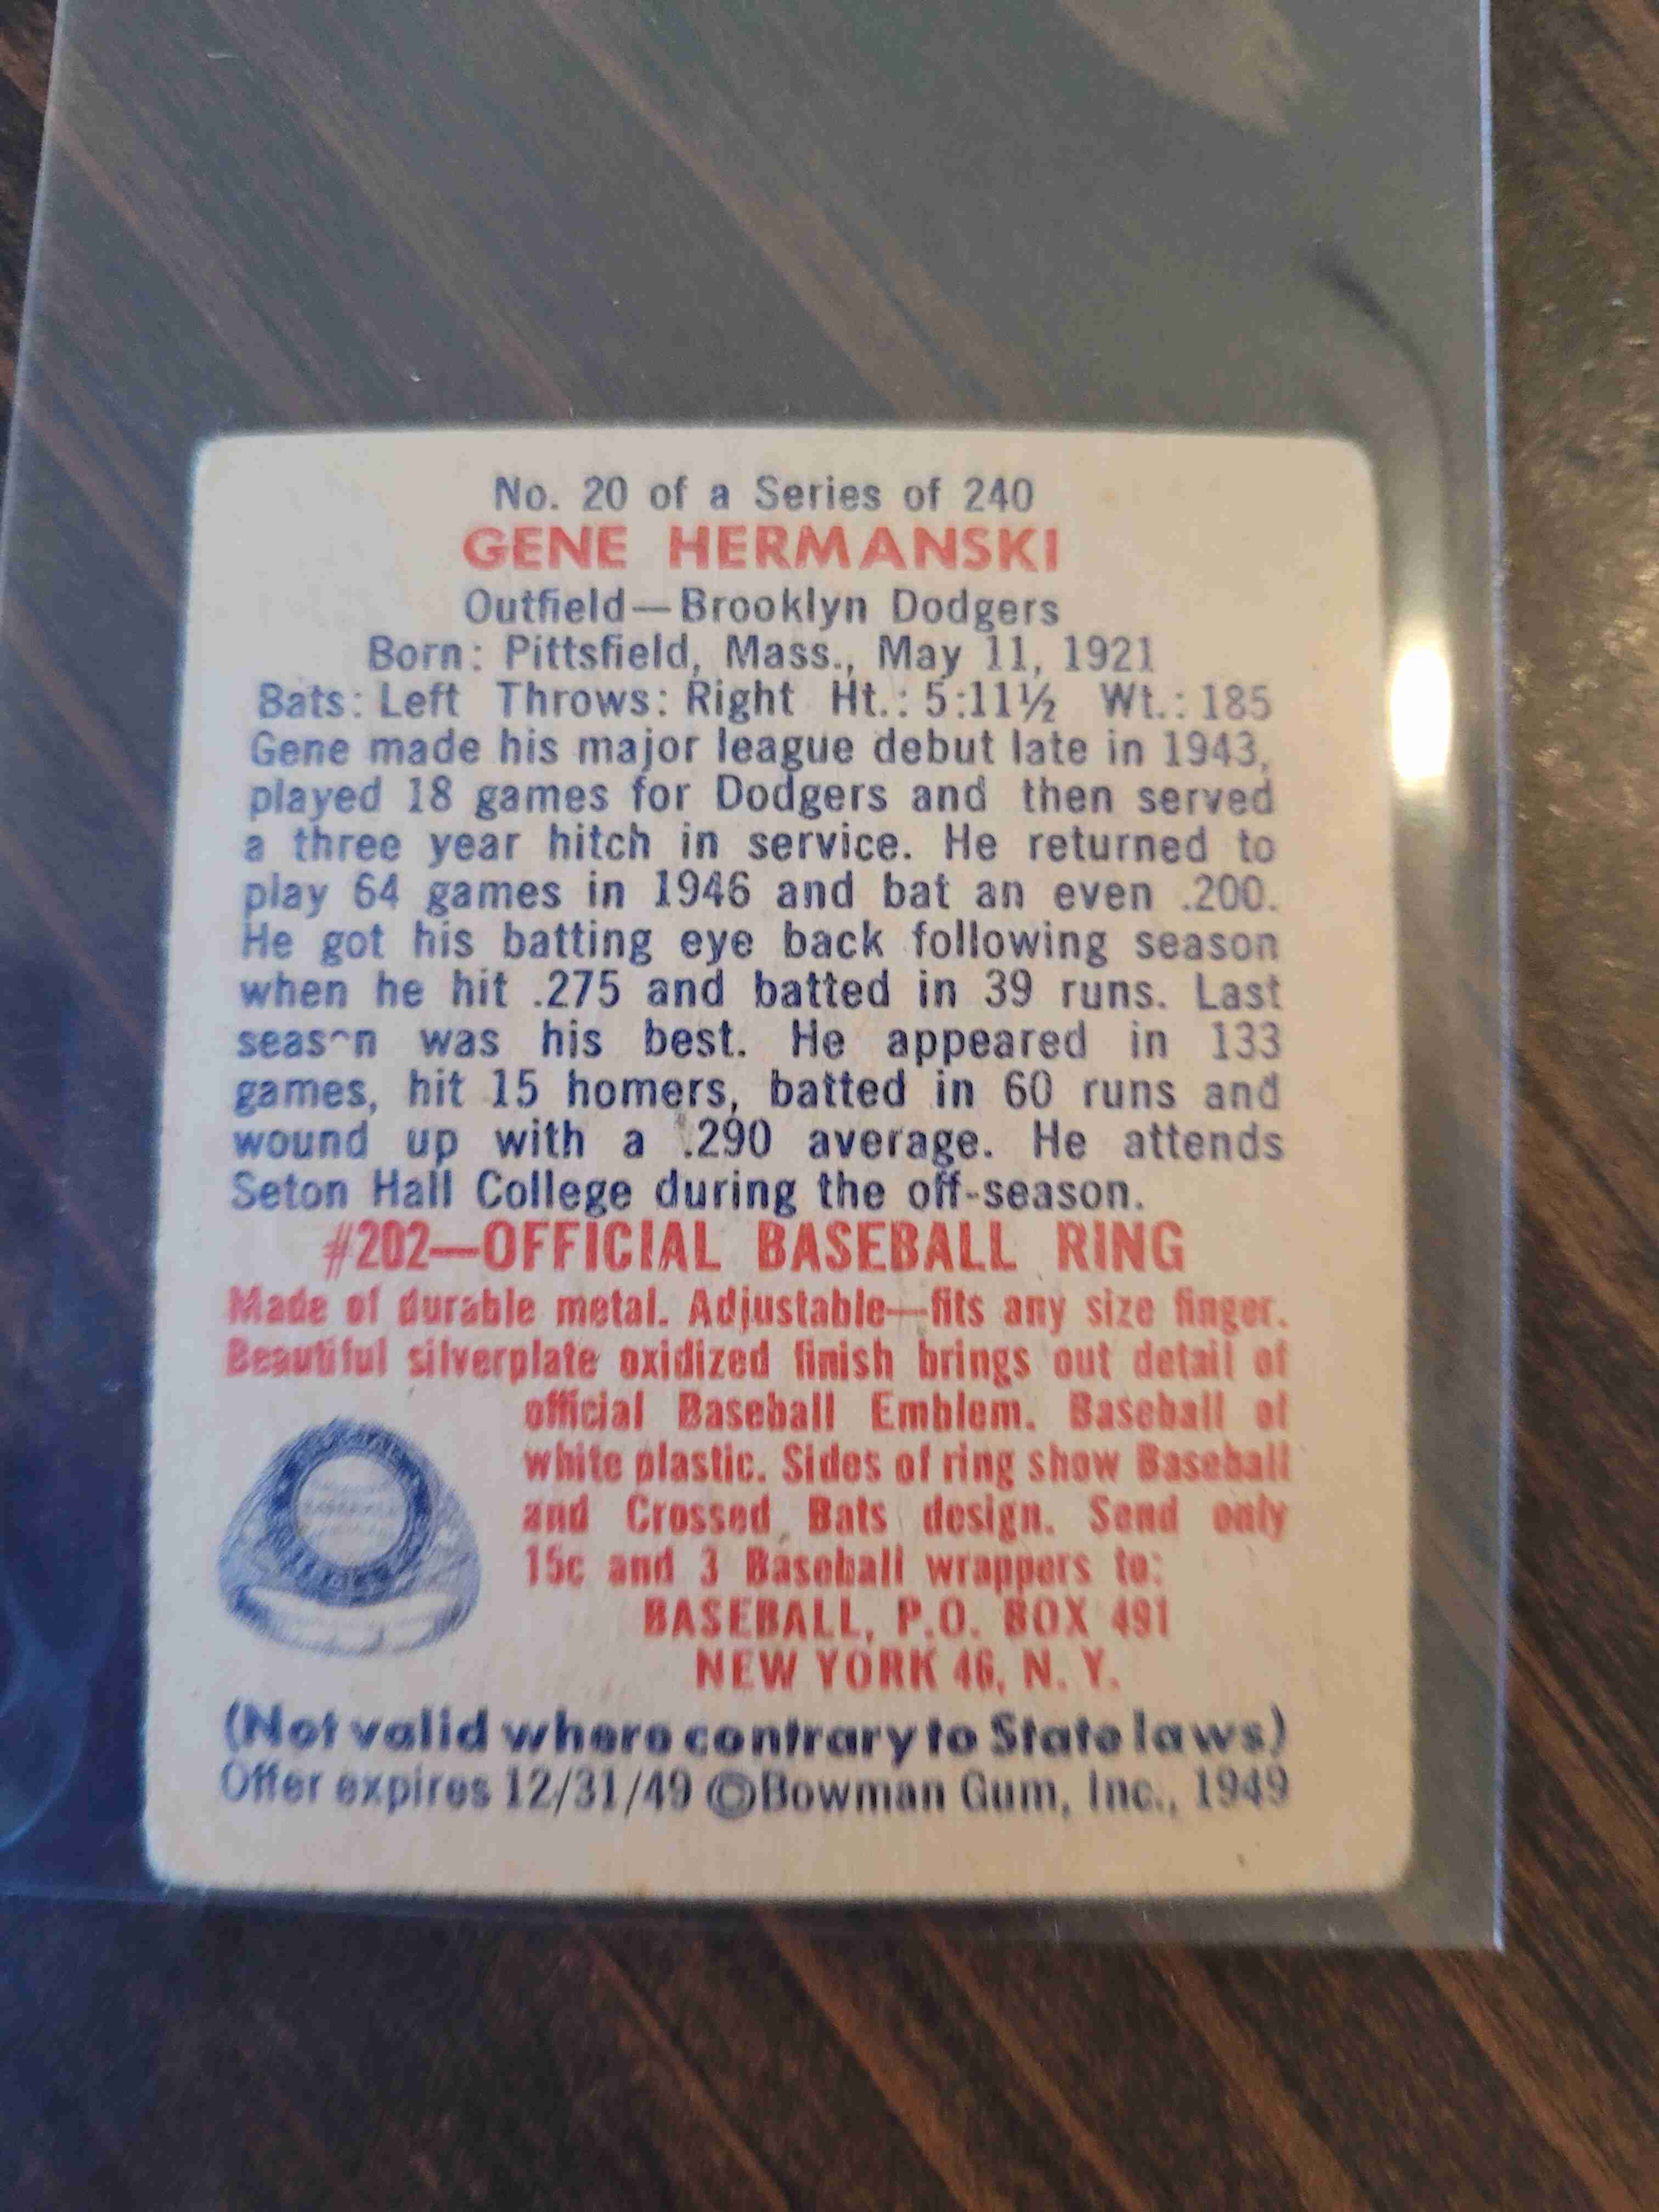 No. 20 of a Series of 240
GENE HERMANSKI
Outfield—Brooklyn Dodgers
Born: Pittsfield, Mass., May 11, 1921
Bats: Left Throws: Right Ht.: 5:11½ Wt.: 185
Gene made his major league debut late in 1943,
played 18 games for Dodgers and then served
a three year hitch in service. He returned to
play 64 games in 1946 and bat an even .200.
He got his batting eye back following season
when he hit .275 and batted in 39 runs. Last
season was his best. He appeared in 133
games, hit 15 homers, batted in 60 runs and
wound up with a .290 average. He attends
Seton Hall College during the off-season.
#202—OFFICIAL BASEBALL RING
Made of durable metal. Adjustable—fits any size finger.
Beautiful silverplate oxidized finish brings out detail of
official Baseball Emblem. Baseball of
white plastic. Sides of ring show Baseball
and Crossed Bats design. Send only
15c and 3 Baseball wrappers to:
BASEBALL, P.O. BOX 491
NEW YORK 46, N. Y.
(Not valid where contrary to State laws)
Offer expires 12/31/49 ©Bowman Gum, Inc., 1949